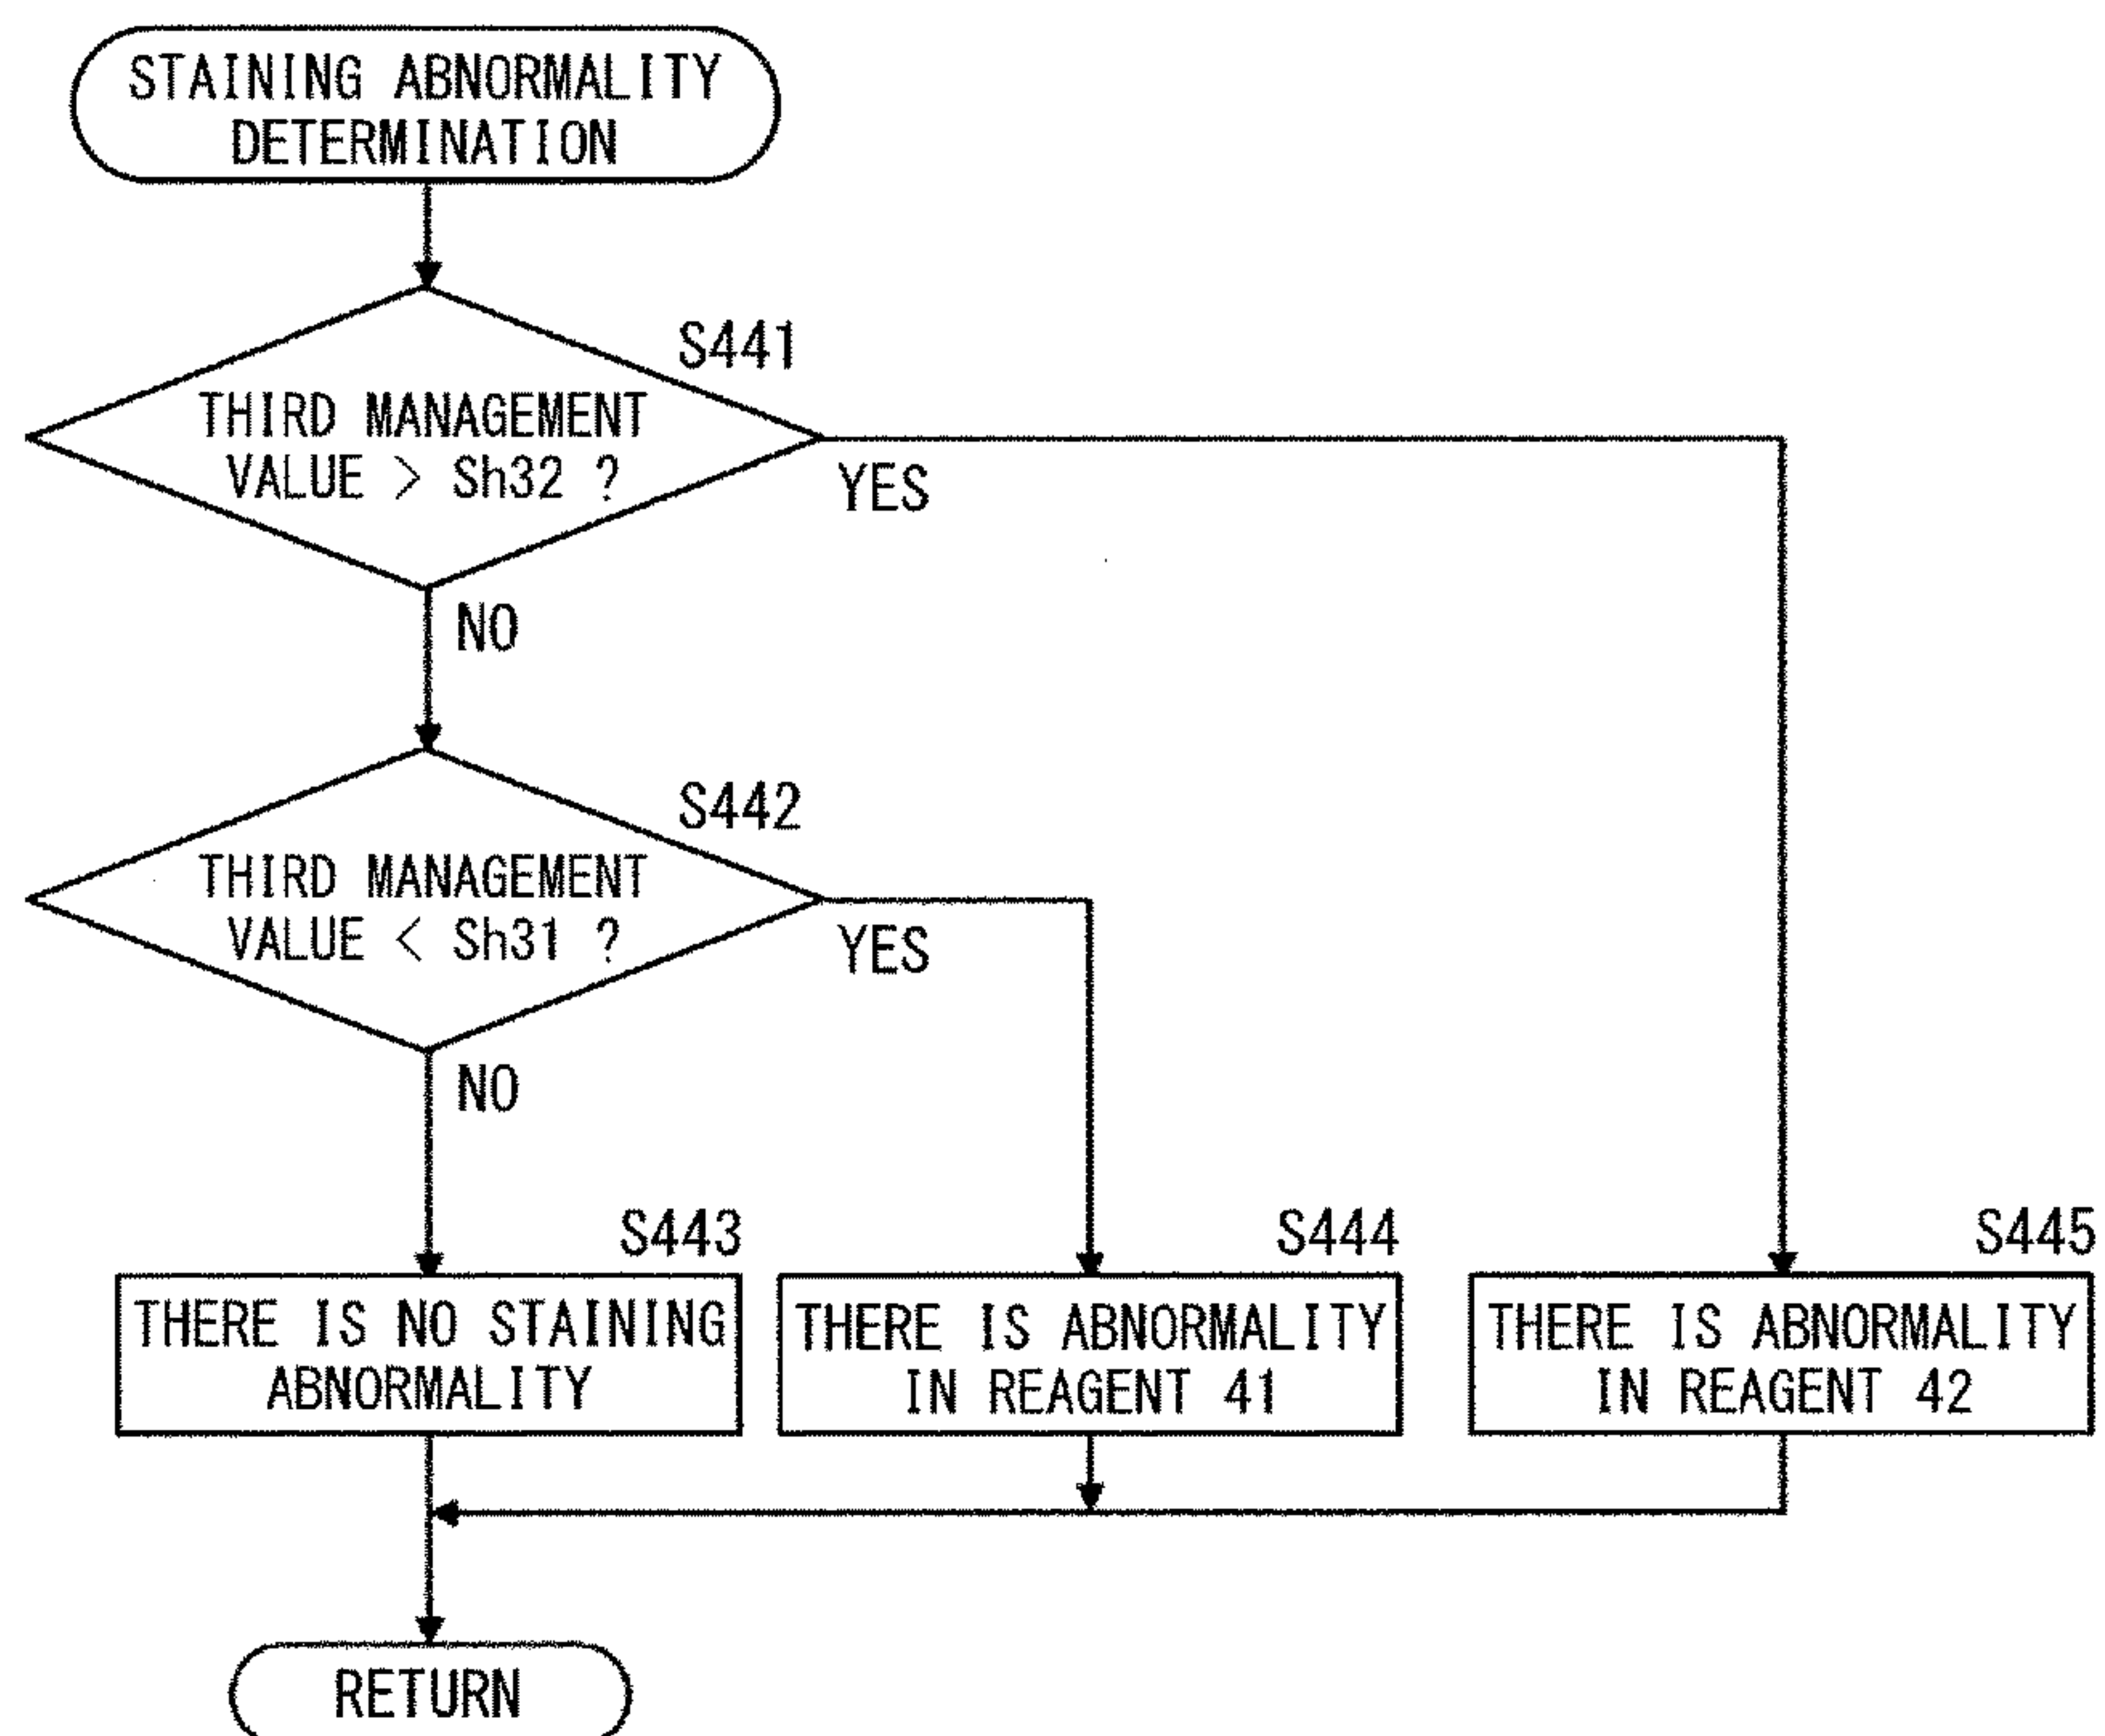 STAINING ABNORMALITY
DETERMINATION
S441
THIRD MANAGEMENT
VALUE > Sh32 ?
YES
NO
S442
THIRD MANAGEMENT
VALUE < Sh31 ?
YES
NO
S443
THERE IS NO STAINING
ABNORMALITY
S444
THERE IS ABNORMALITY
IN REAGENT 41
S445
THERE IS ABNORMALITY
IN REAGENT 42
RETURN